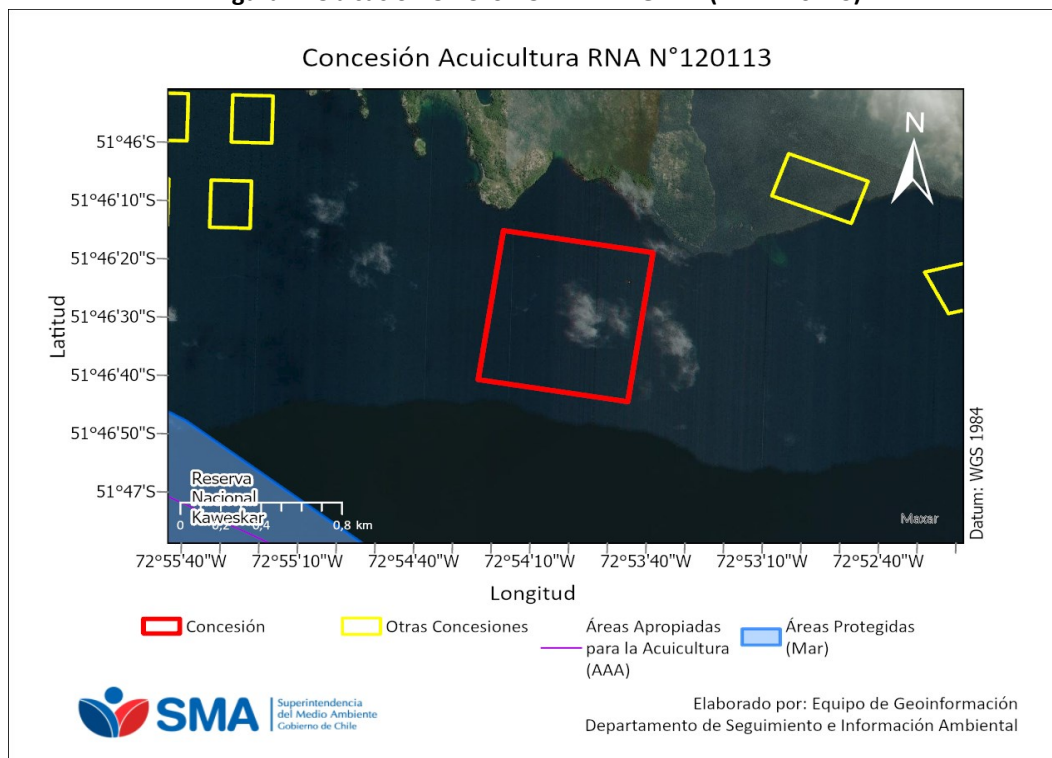 Concesión Acuicultura RNA N°120113
N
51°46'S
51°46'10"S
51°46'20"S
51°46'30"S
51°46'40"S
51°46'50"S
51°47'S
Latitud
Reserva
Nacional
Kaweskar
0 0,2 0,4 0,8 km
Maxar
Datum: WGS 1984
72°55'40"W 72°55'10"W 72°54'40"W 72°54'10"W 72°53'40"W 72°53'10"W 72°52'40"W
Longitud
Concesión
Otras Concesiones
Áreas Apropiadas
para la Acuicultura
(AAA)
Áreas Protegidas
(Mar)
SMA
Superintendencia
del Medio Ambiente
Gobierno de Chile
Elaborado por: Equipo de Geoinformación
Departamento de Seguimiento e Información Ambiental